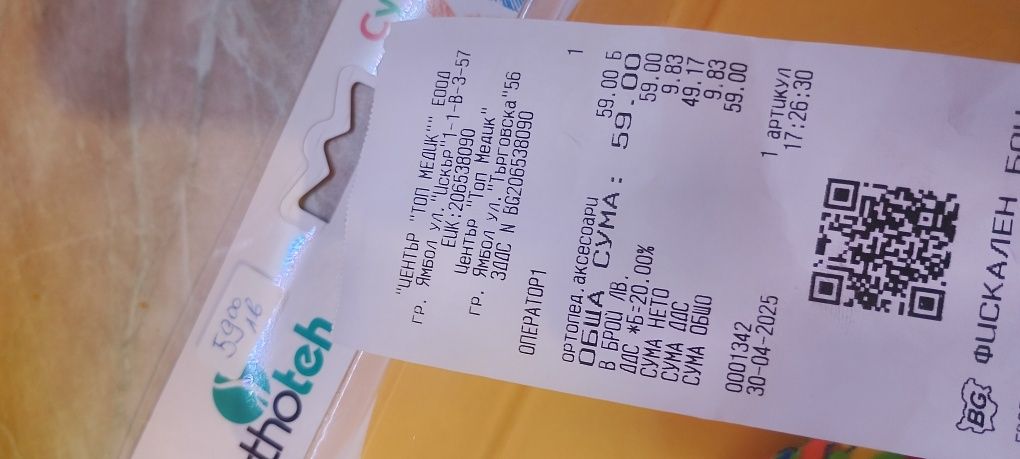 "ЦЕНТЪР "ТОП МЕДИК"" ЕООД
гр. Ямбол ул."Искър"1-1-В-3-57
ЕИК:206538090
Център "Топ Медик"
гр. Ямбол ул. "Търговска"56
ЗДДС N BG206538090
ОПЕРАТОР1 1
ортопед.аксесоари 59.00 Б
ОБЩА СУМА: 59.00
В БРОЙ ЛВ. 59.00
ДДС *Б=20.00% 9.83
СУМА НЕТО 49.17
СУМА ДДС 9.83
СУМА ОБЩО 59.00
0001342 1 артикул
30-04-2025 17:26:30
BG ФИСКАЛЕН БОН
5900
лв
thoteh